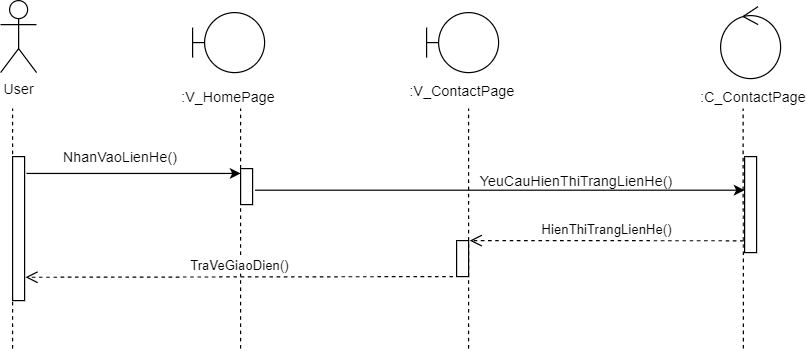 User
:V_HomePage
:V_ContactPage
:C_ContactPage
NhanVaoLienHe()
YeuCauHienThiTrangLienHe()
HienThiTrangLienHe()
TraVeGiaoDien()